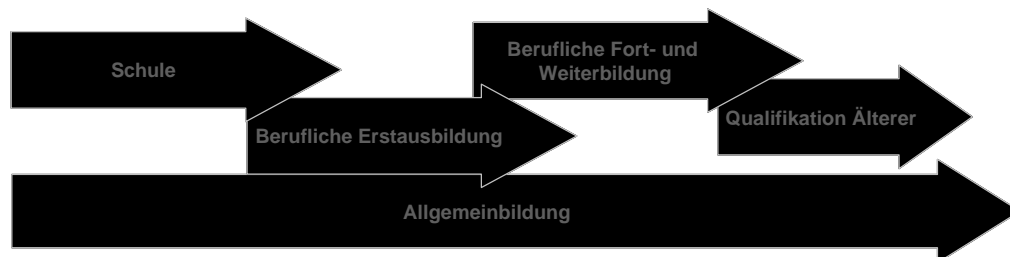 Schule
Berufliche Fort- und
Weiterbildung
Berufliche Erstausbildung
Qualifikation Älterer
Allgemeinbildung